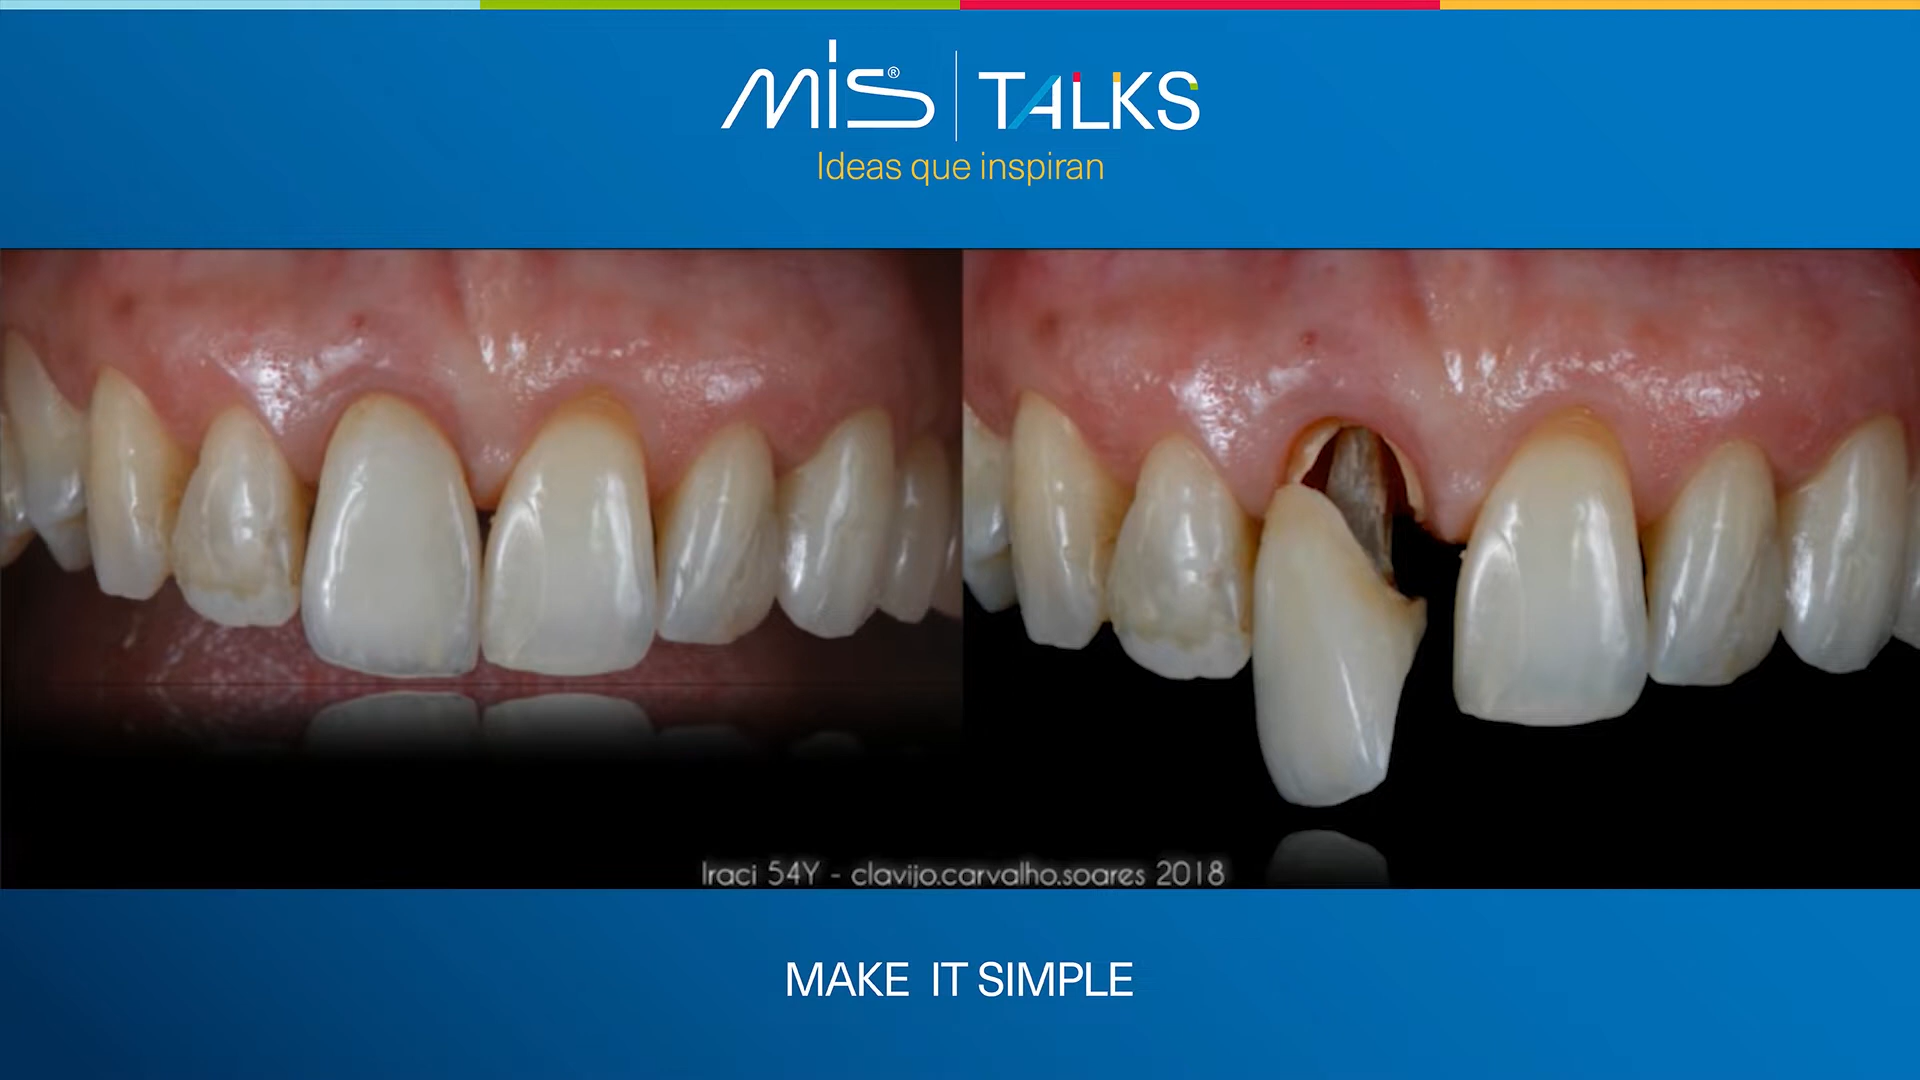 MIS® | TALKS
Ideas que inspiran
Iraci 54Y - clavijo.carvalho.soares 2018
MAKE IT SIMPLE